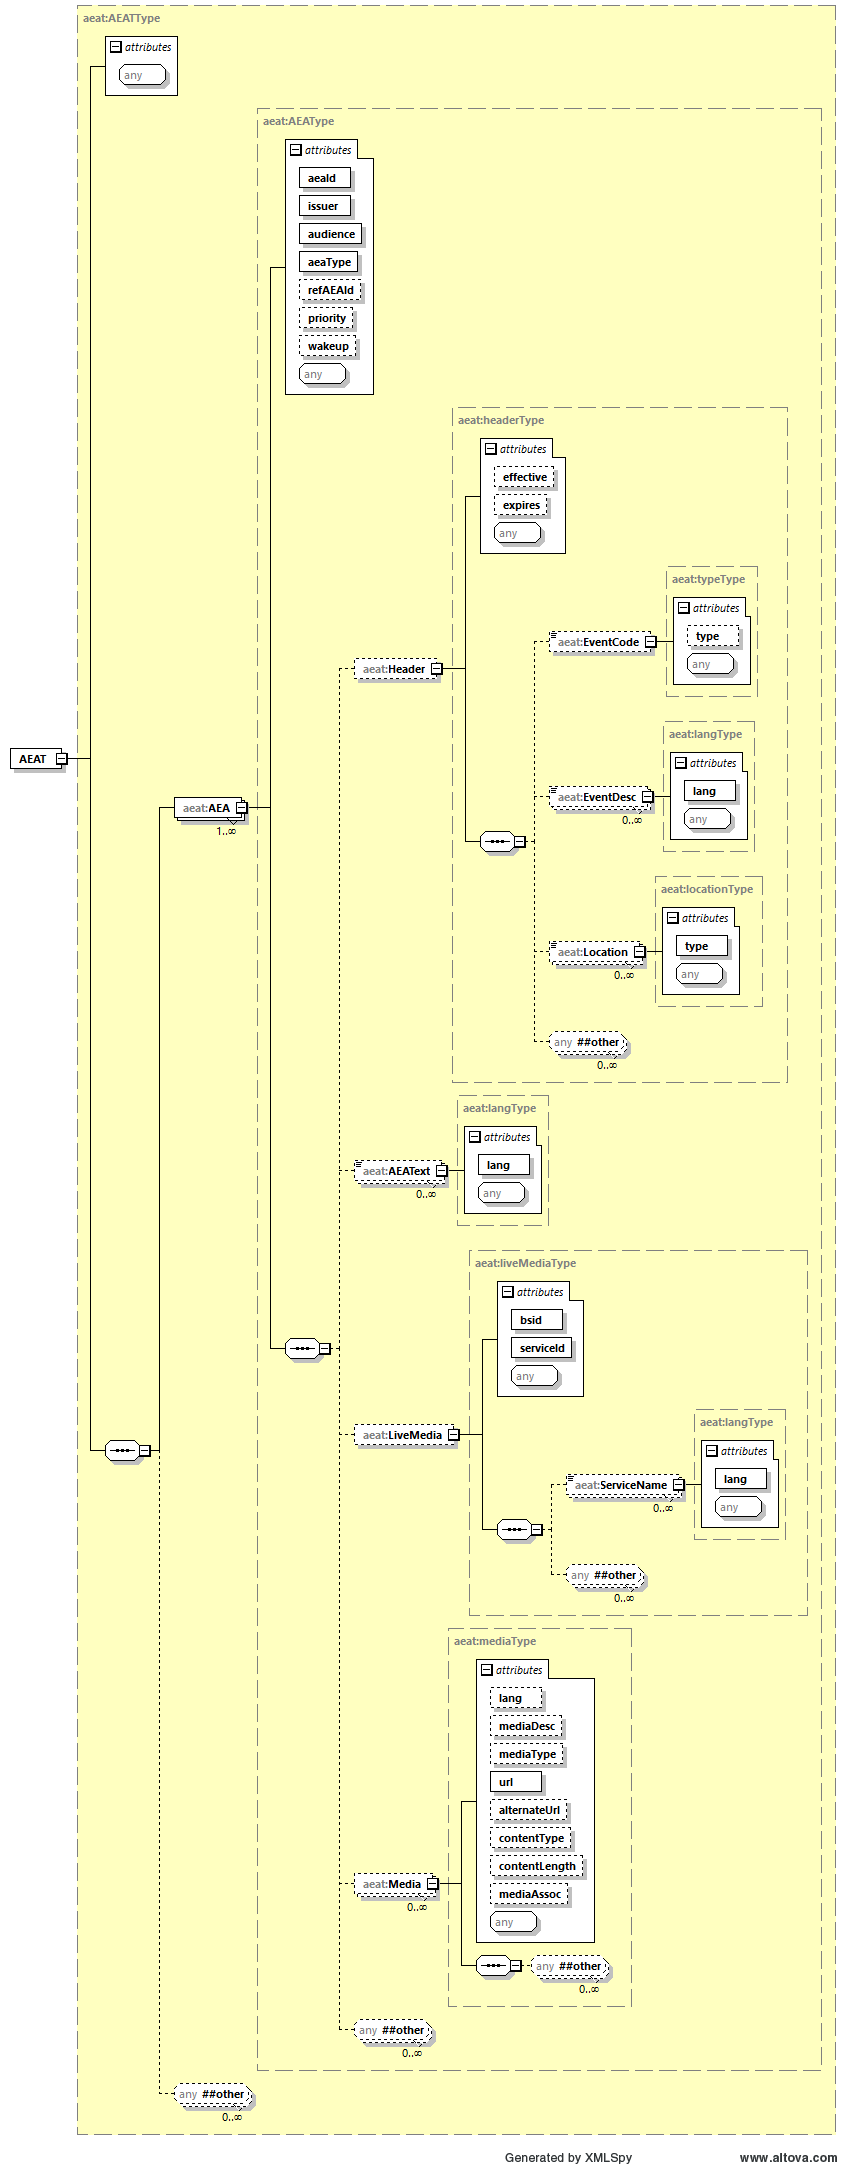 aeat:AEATType
attributes
any
aeat:AEAType
attributes
aeaId
issuer
audience
aeaType
refAEAId
priority
wakeup
any
aeat:headerType
attributes
effective
expires
any
aeat:typeType
attributes
type
any
aeat:EventCode
aeat:Header
aeat:langType
attributes
lang
any
AEAT
aeat:EventDesc
0..∞
aeat:AEA
1..∞
aeat:locationType
attributes
type
any
aeat:Location
0..∞
any ##other
0..∞
aeat:langType
attributes
lang
any
aeat:AEAText
0..∞
aeat:liveMediaType
attributes
bsid
serviceId
any
aeat:LiveMedia
aeat:langType
attributes
lang
any
aeat:ServiceName
0..∞
any ##other
0..∞
aeat:mediaType
attributes
lang
mediaDesc
mediaType
url
alternateUrl
contentType
contentLength
mediaAssoc
any
aeat:Media
0..∞
any ##other
0..∞
any ##other
0..∞
any ##other
0..∞
Generated by XMLSpy
www.altova.com